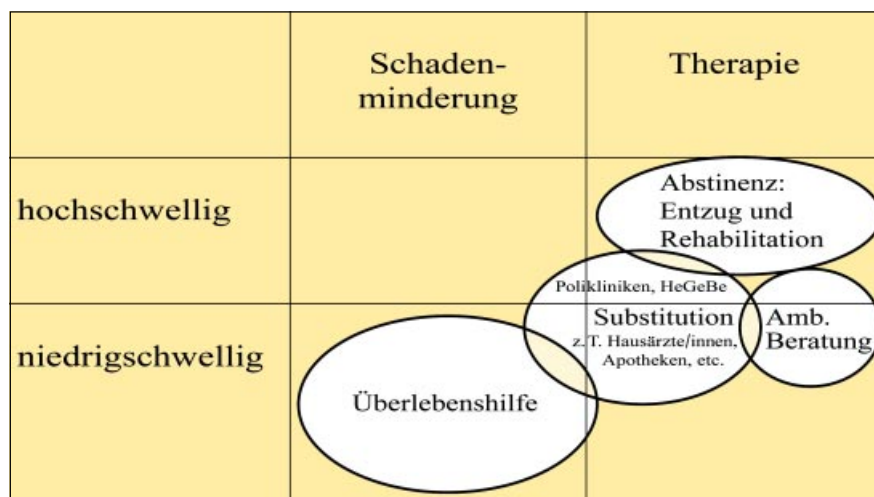 Schaden-
minderung
Therapie
hochschwellig
Abstinenz:
Entzug und
Rehabilitation
Polikliniken, HeGeBe
niedrigschwellig
Substitution
z.T. Hausärzte/innen,
Apotheken, etc.
Amb.
Beratung
Überlebenshilfe